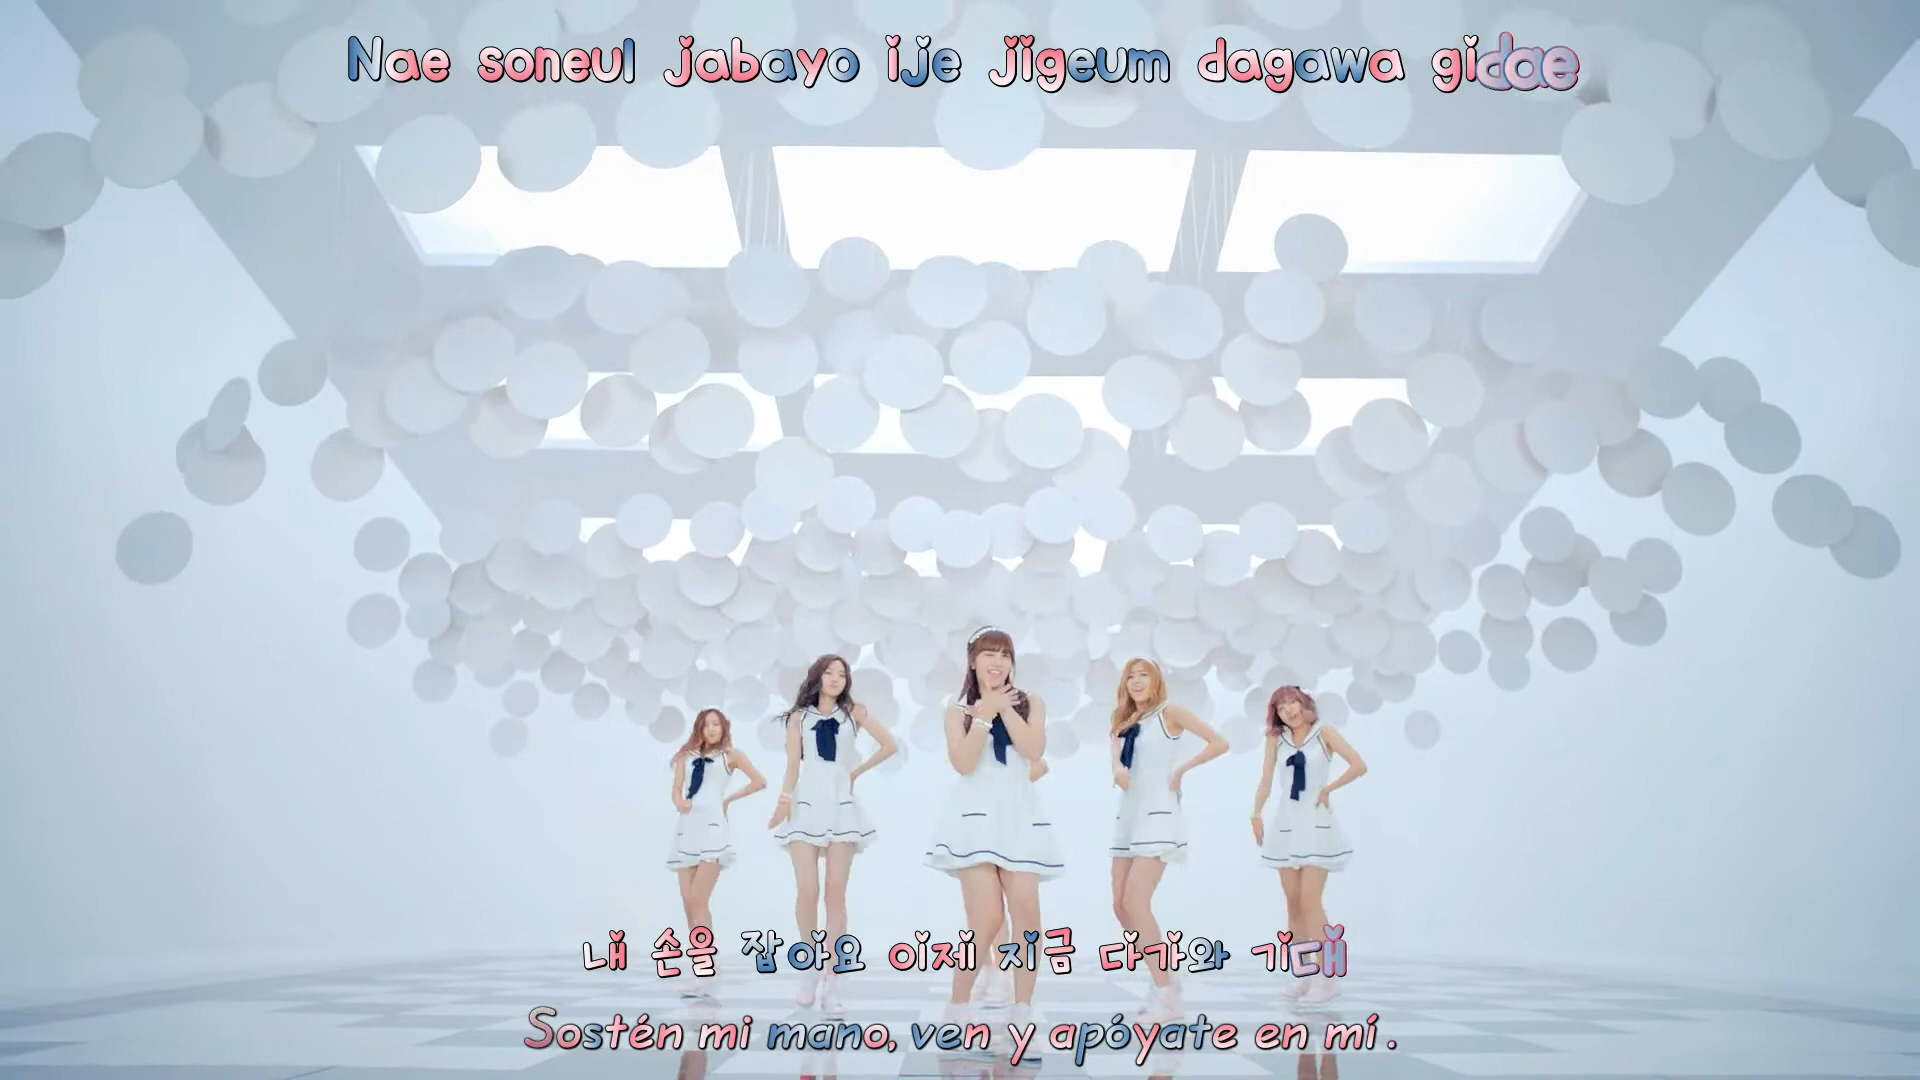 Nae soneul jabayo ije jigeum dagawa gidae
내 손을 잡아요 이제 지금 다가와 기대
Sostén mi mano, ven y apóyate en mí.